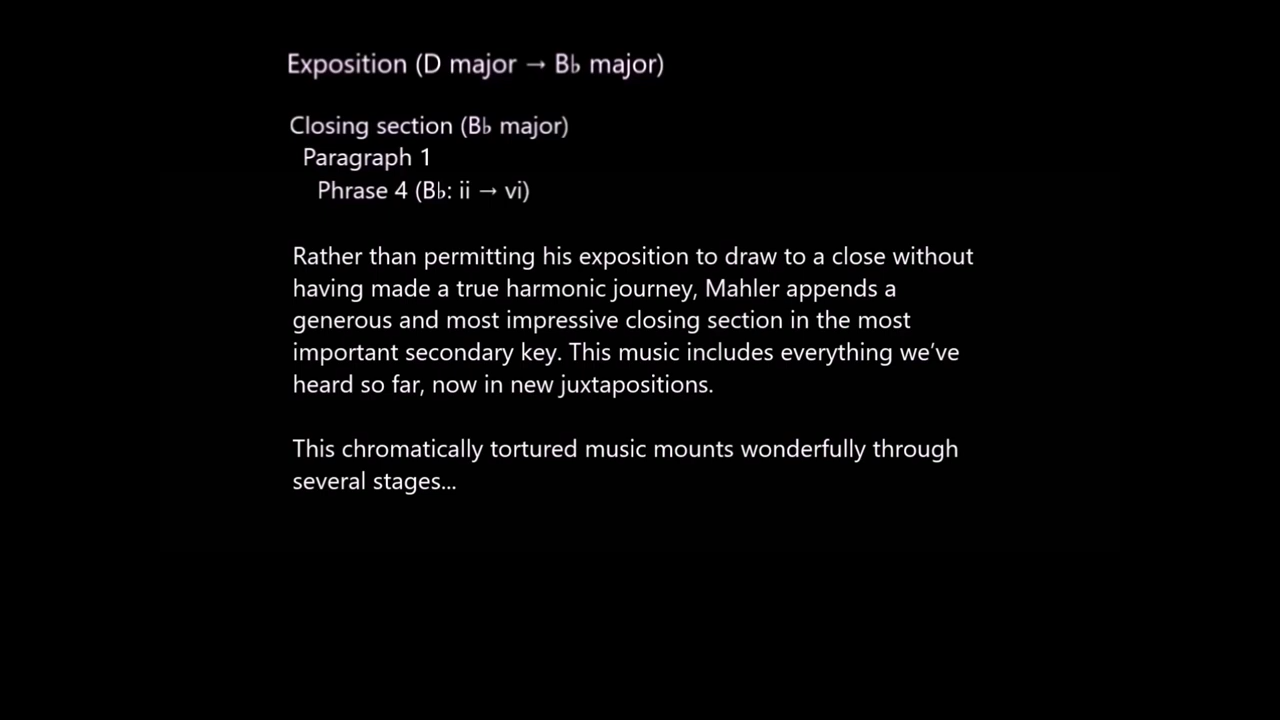 Exposition (D major → B♭ major)
Closing section (B♭ major)
Paragraph 1
Phrase 4 (B♭: ii → vi)
Rather than permitting his exposition to draw to a close without
having made a true harmonic journey, Mahler appends a
generous and most impressive closing section in the most
important secondary key. This music includes everything we’ve
heard so far, now in new juxtapositions.
This chromatically tortured music mounts wonderfully through
several stages...